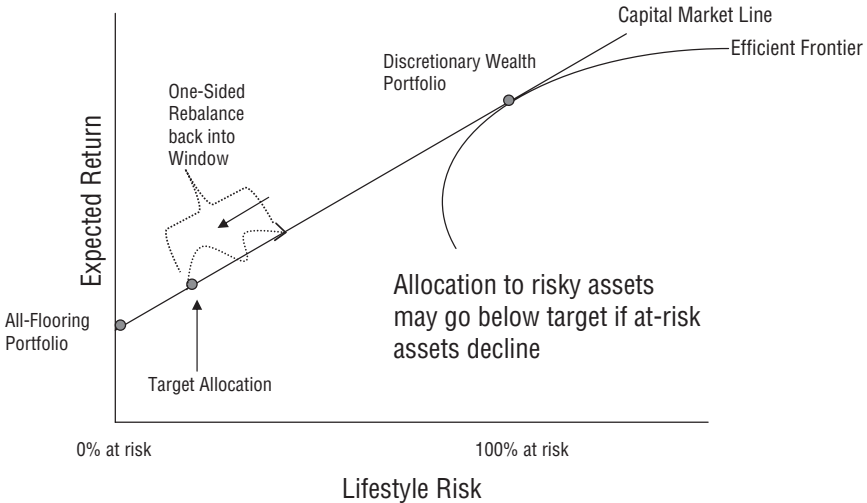 Capital Market Line
Efficient Frontier
Discretionary Wealth
Portfolio
One-Sided
Rebalance
back into
Window
Expected Return
Allocation to risky assets
may go below target if at-risk
assets decline
All-Flooring
Portfolio
Target Allocation
0% at risk
100% at risk
Lifestyle Risk